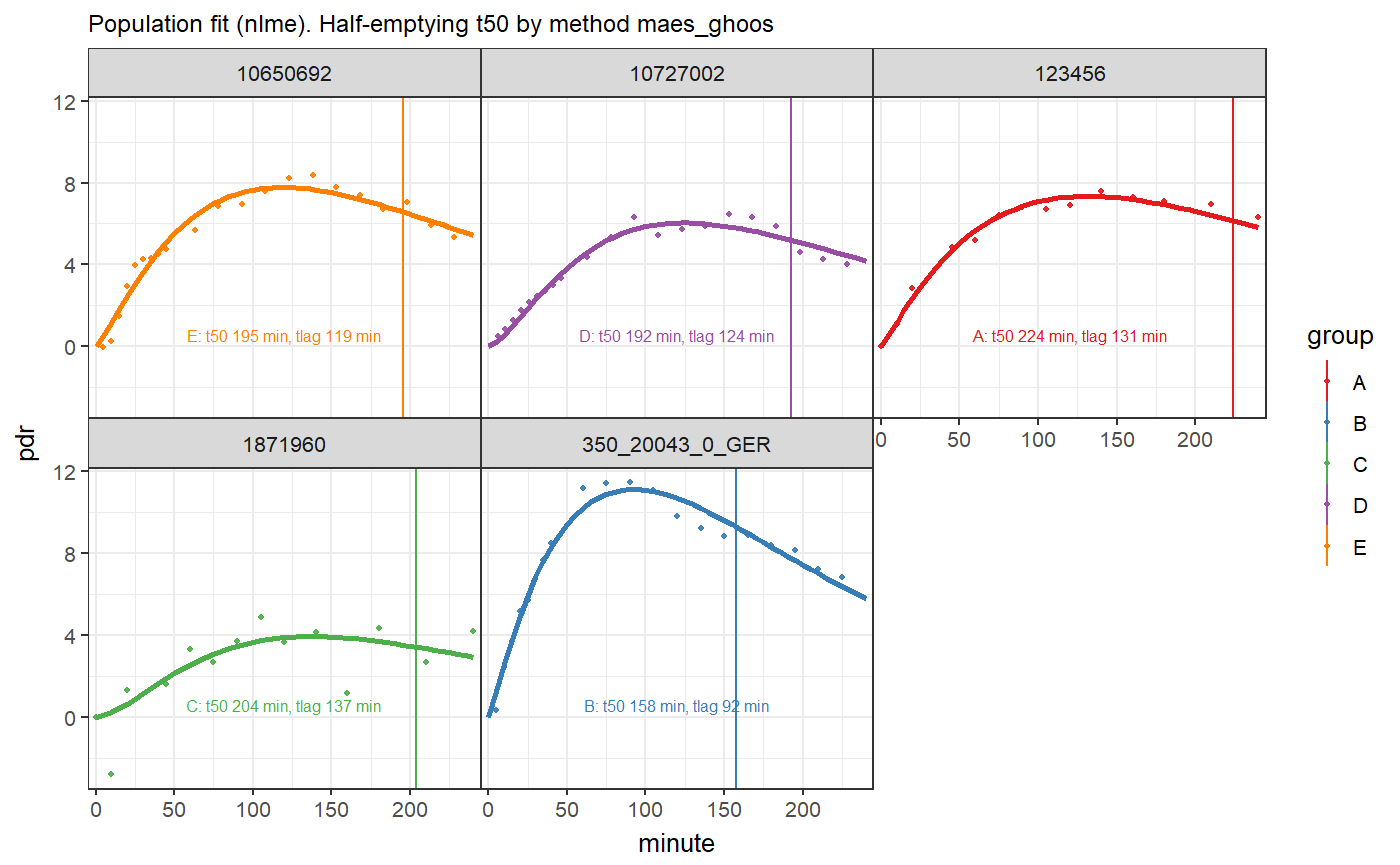 Population fit (nlme). Half-emptying t50 by method maes_ghoos
10650692
10727002
123456
12
8
4
0
E: t50 195 min, tlag 119 min
D: t50 192 min, tlag 124 min
A: t50 224 min, tlag 131 min
0 50 100 150 200
1871960
350_20043_0_GER
12
8
4
0
C: t50 204 min, tlag 137 min
B: t50 158 min, tlag 92 min
0 50 100 150 200
0 50 100 150 200
minute
pdr
group
A
B
C
D
E